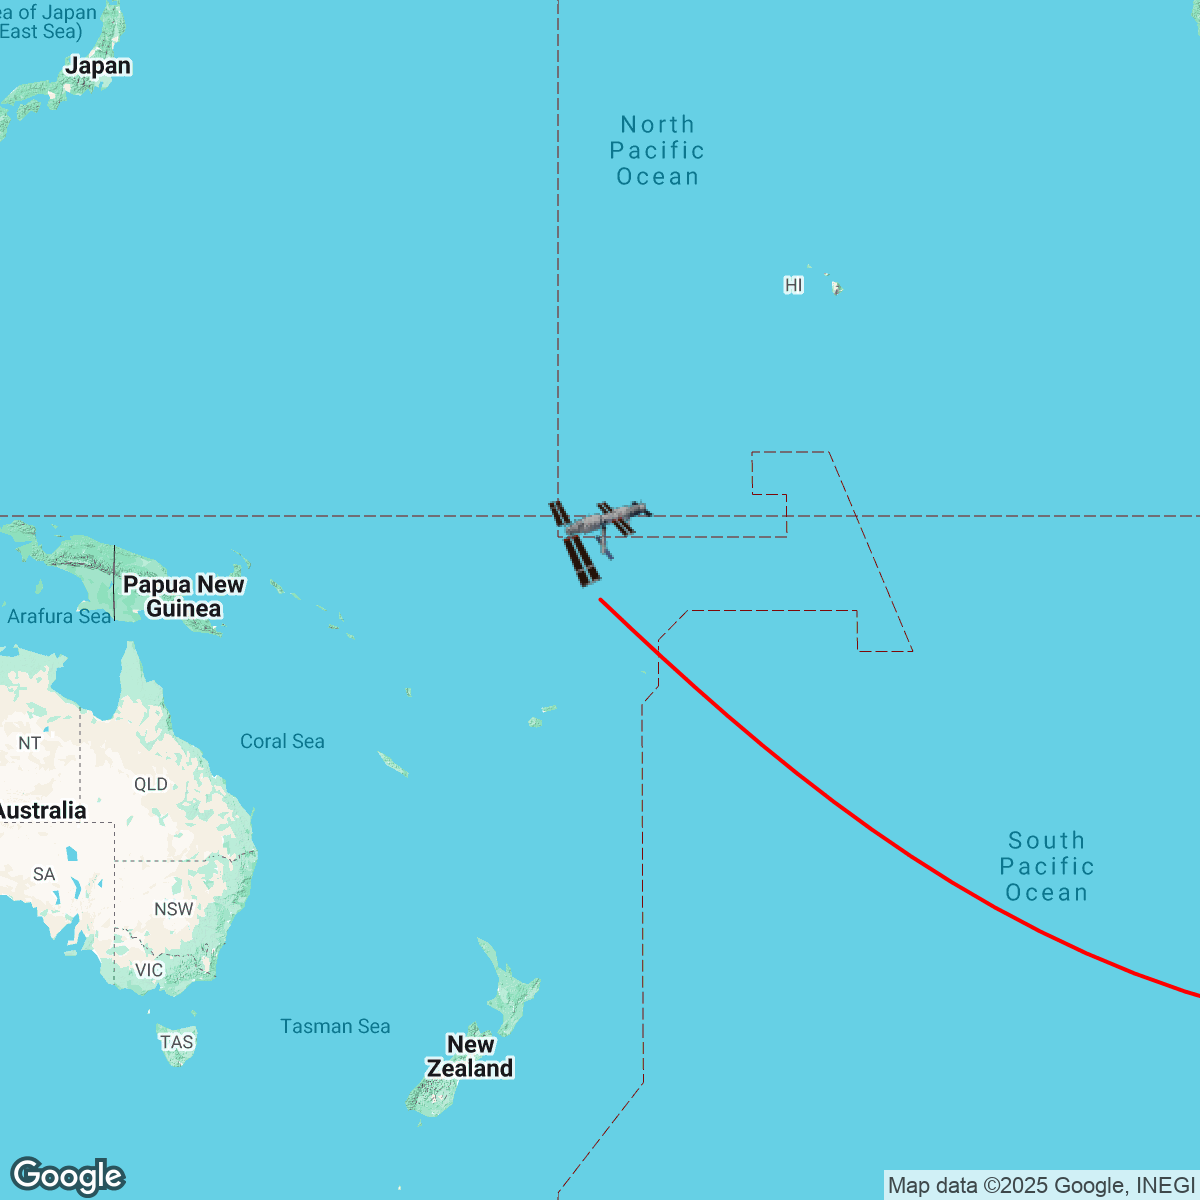 ea of Japan
East Sea)
Japan
North
Pacific
Ocean
HI
Papua New
Guinea
Arafura Sea
Coral Sea
NT
QLD
Australia
SA
NSW
VIC
TAS
South
Pacific
Ocean
Tasman Sea
New
Zealand
Google
Map data ©2025 Google, INEGI